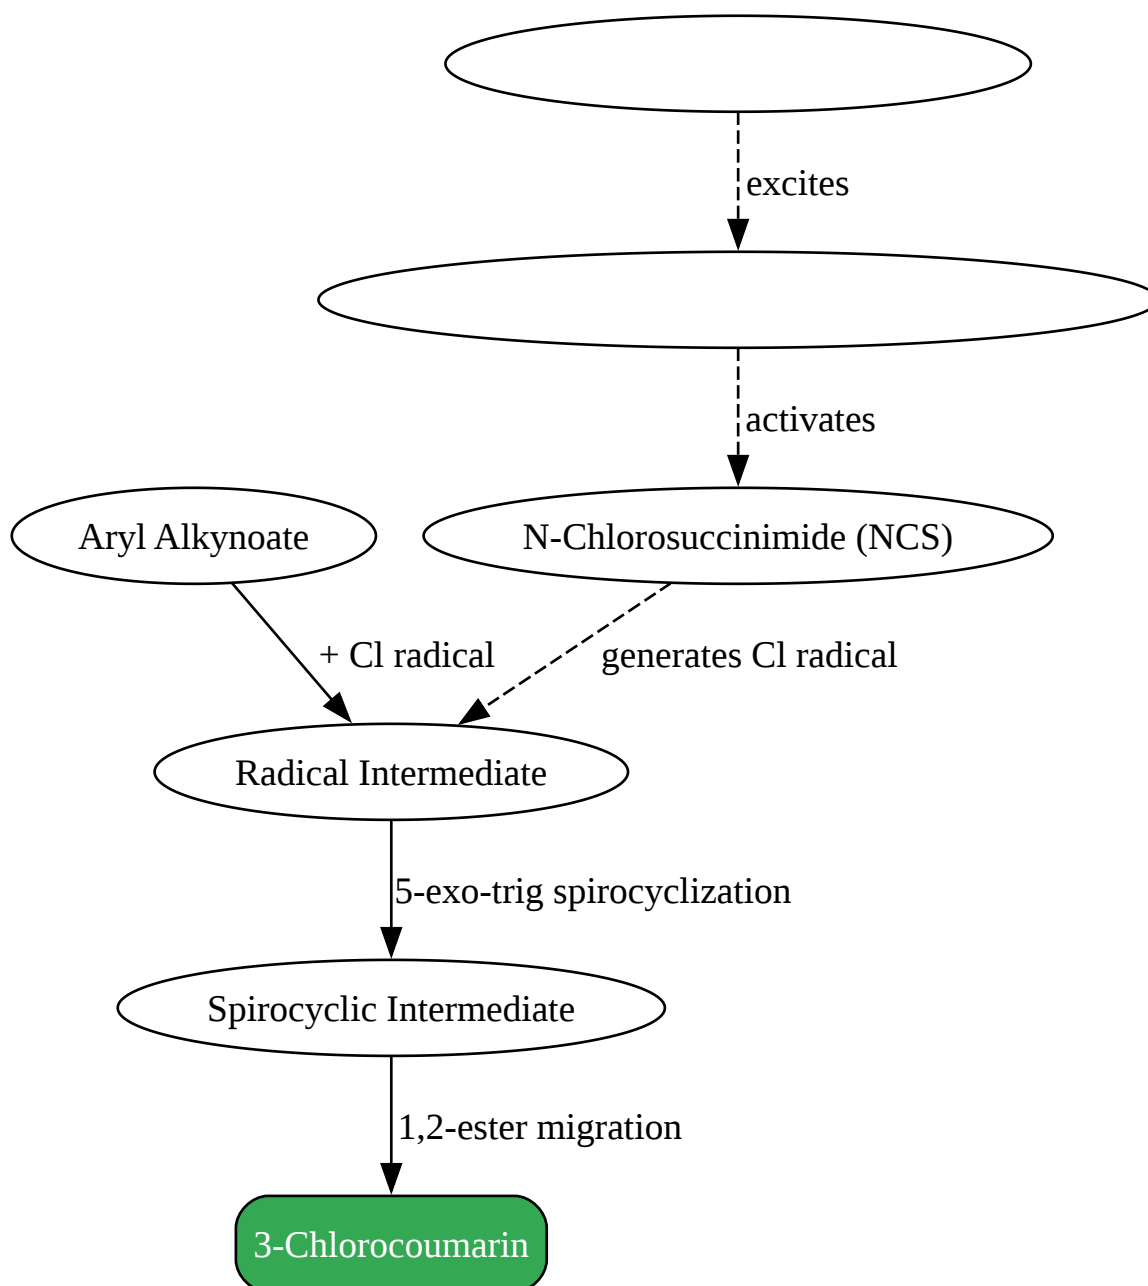 excites
activates
Aryl Alkynoate
N-Chlorosuccinimide (NCS)
+ Cl radical
generates Cl radical
Radical Intermediate
5-exo-trig spirocyclization
Spirocyclic Intermediate
1,2-ester migration
3-Chlorocoumarin